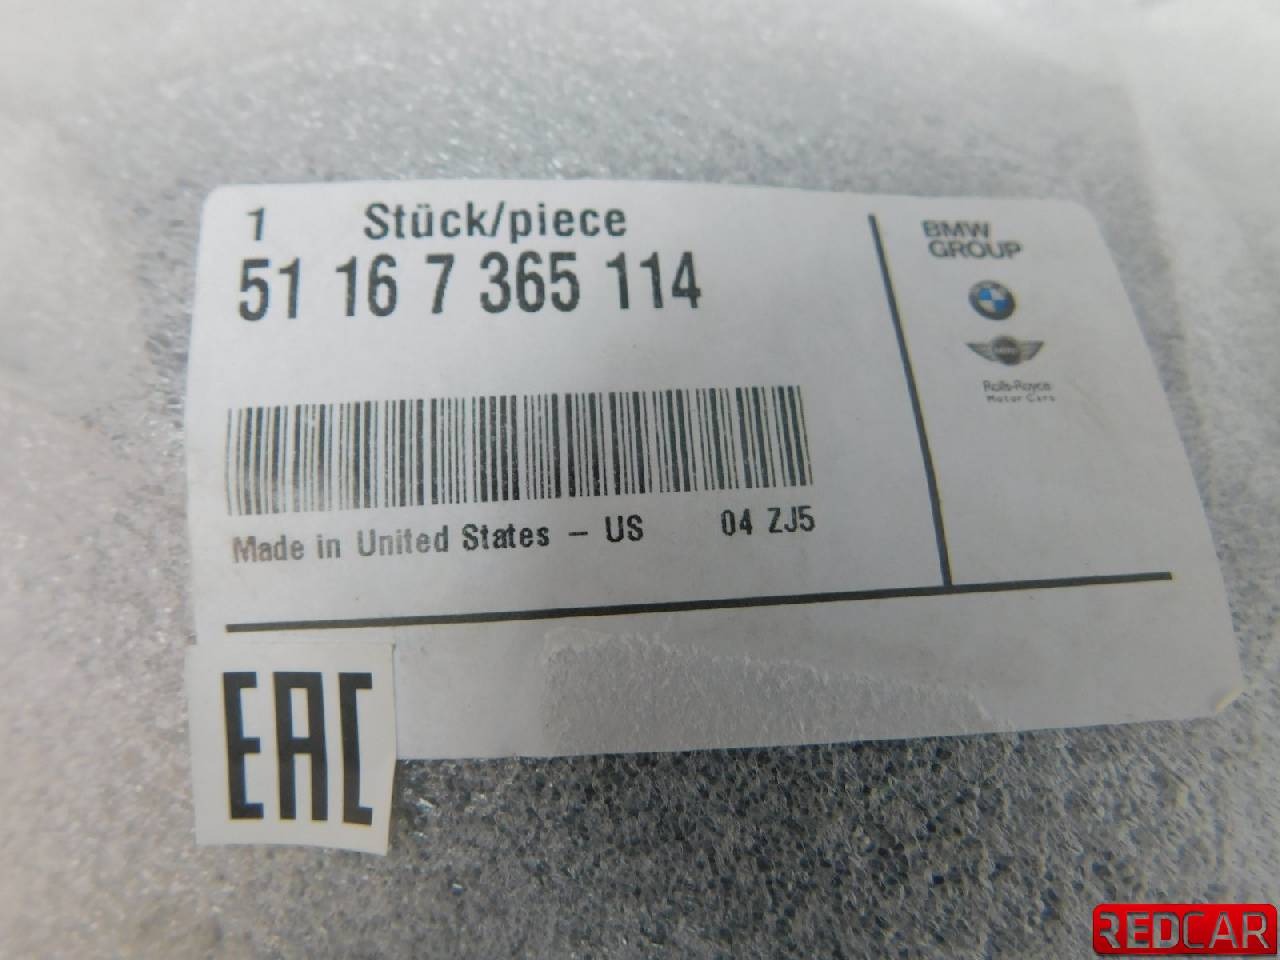 1 Stück/piece
51 16 7 365 114
Made in United States – US 04 ZJ5
BMW
GROUP
Rolls-Royce
Motor Cars
EAC
REDCAR